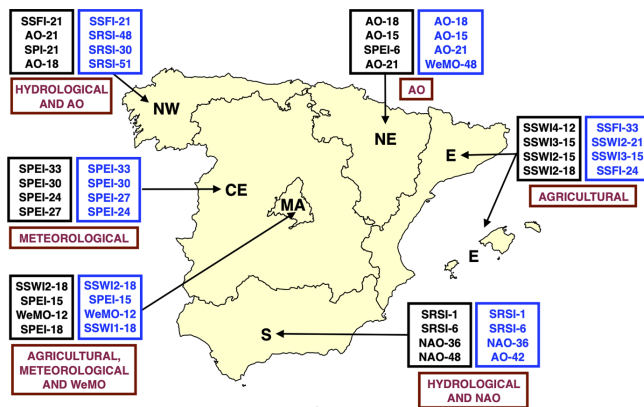 SSFI-21
AO-21
SPI-21
AO-18
SSFI-21
SRSI-48
SRSI-30
SRSI-51
HYDROLOGICAL
AND AO
NW
AO-18
AO-15
SPEI-6
AO-21
AO-18
AO-15
AO-21
WeMO-48
AO
NE
SSWI4-12
SSWI3-15
SSWI2-15
SSWI2-18
SSFI-33
SSWI2-21
SSWI3-15
SSFI-24
AGRICULTURAL
E
E
SPEI-33
SPEI-30
SPEI-24
SPEI-27
SPEI-33
SPEI-30
SPEI-27
SPEI-24
METEOROLOGICAL
CE
MA
SSWI2-18
SPEI-15
WeMO-12
SPEI-18
SSWI2-18
SPEI-15
WeMO-12
SSWI1-18
AGRICULTURAL,
METEOROLOGICAL
AND WeMO
S
SRSI-1
SRSI-6
NAO-36
NAO-48
SRSI-1
SRSI-6
NAO-36
AO-42
HYDROLOGICAL
AND NAO